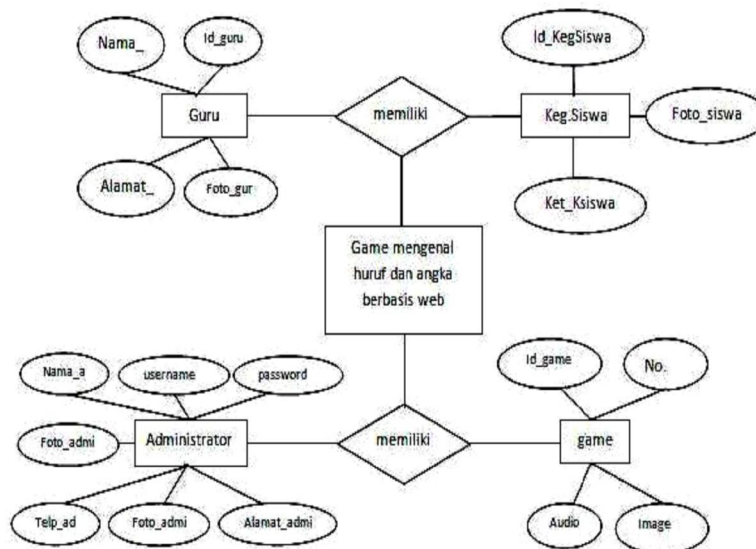 Nama_
Id_guru
Id_KegSiswa
Guru
memiliki
Keg.Siswa
Foto_siswa
Alamat_
Foto_gur
Ket_Ksiswa
Game mengenal
huruf dan angka
berbasis web
Nama_a
username
password
Id_game
No.
Foto_admi
Administrator
memiliki
game
Telp_ad
Foto_admi
Alamat_admi
Audio
Image